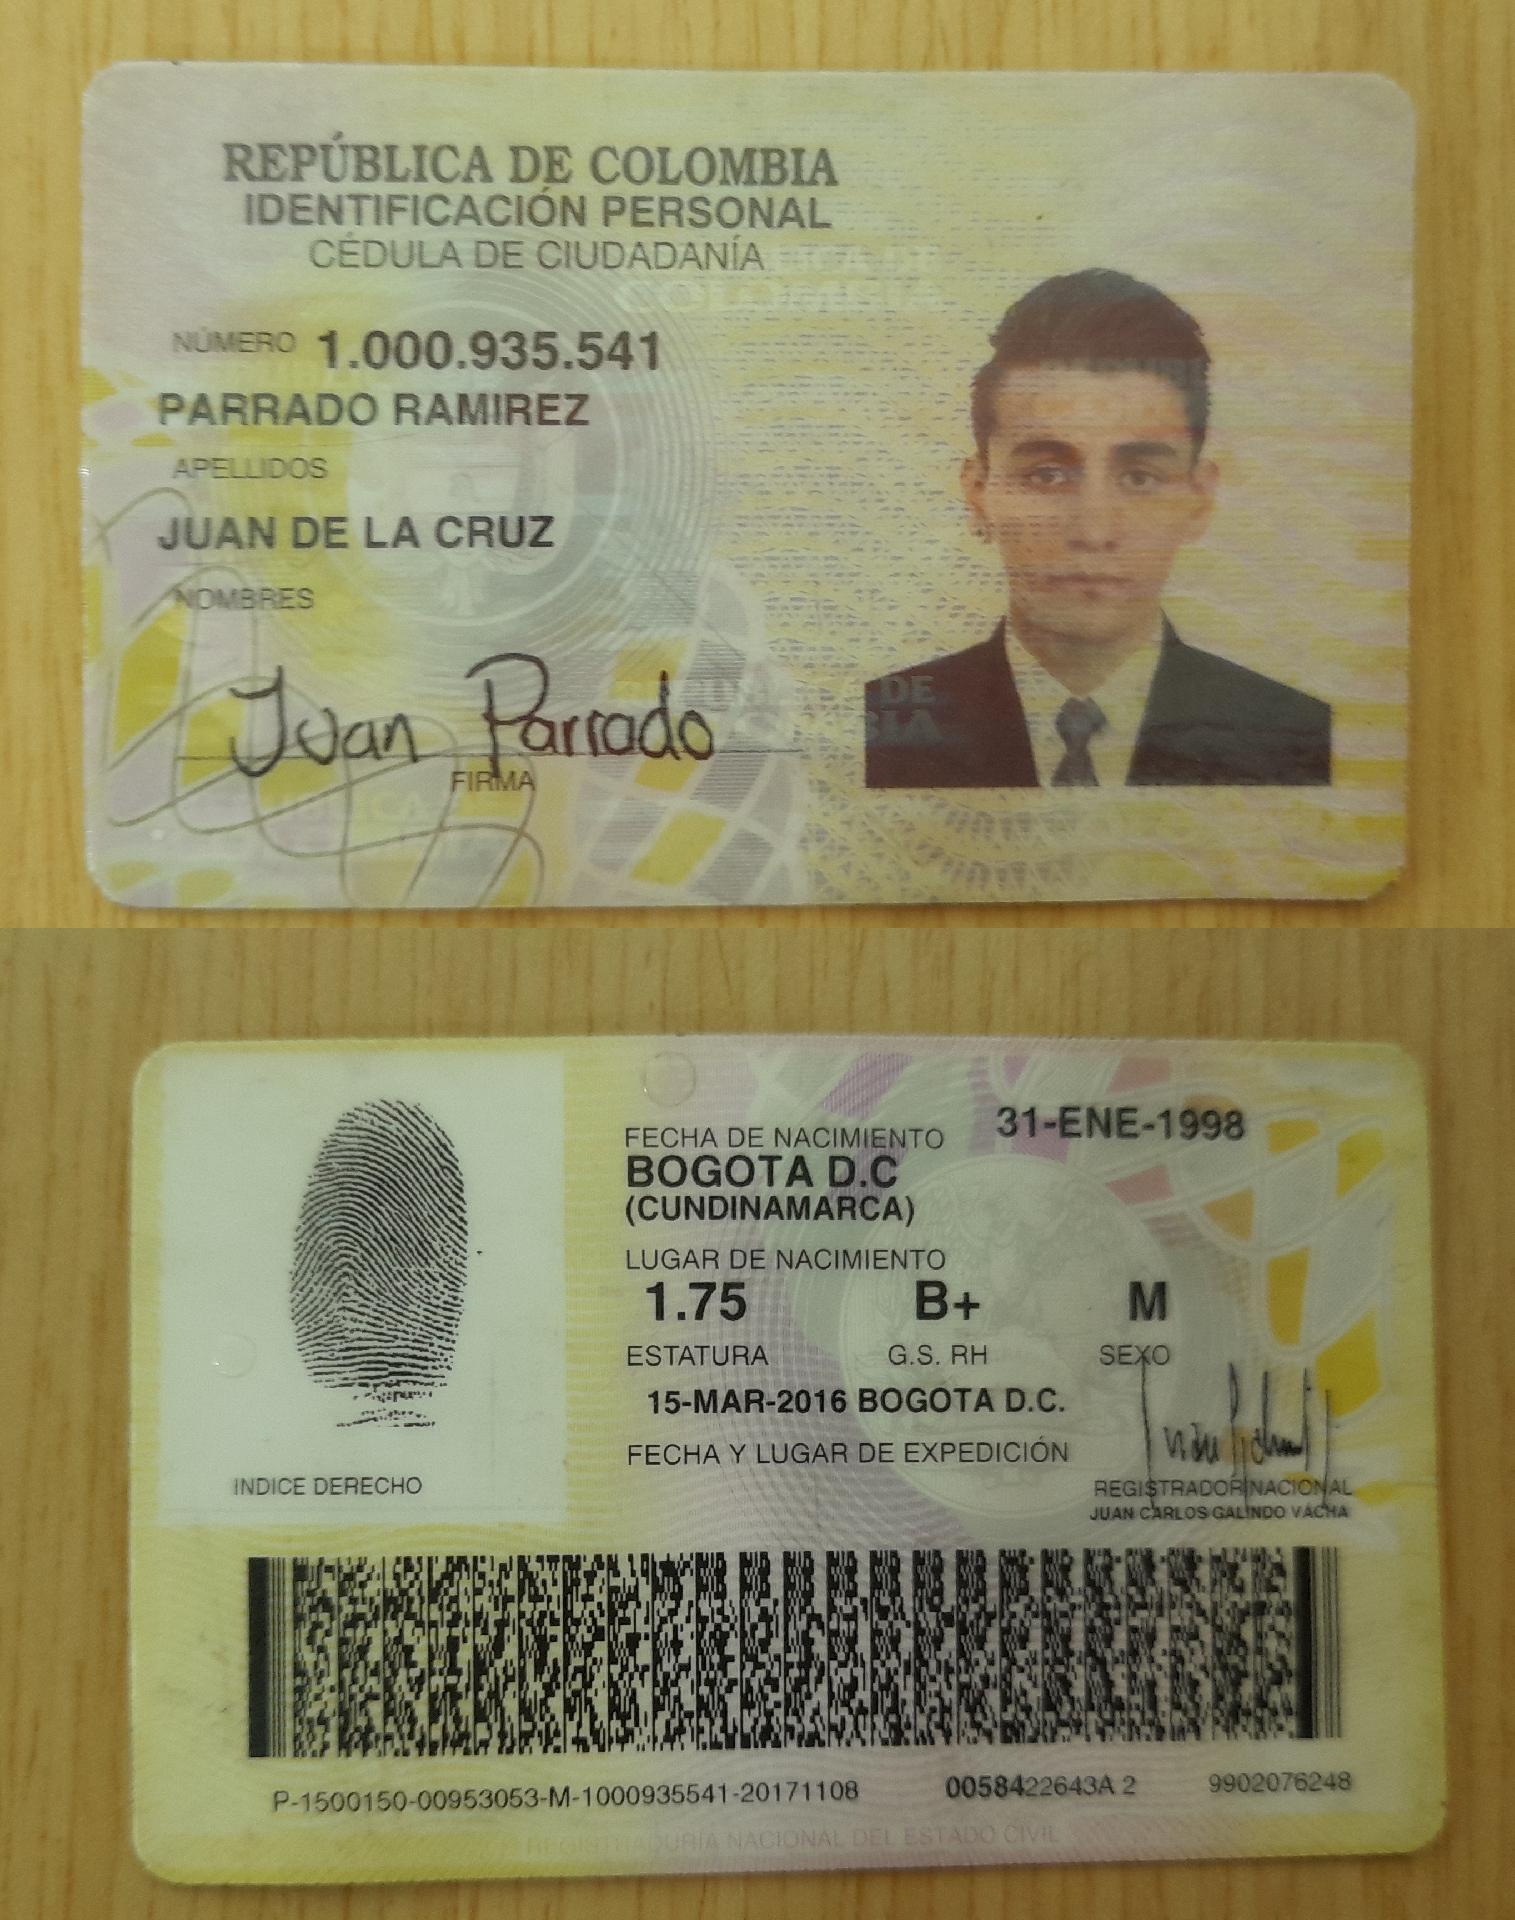 REPÚBLICA DE COLOMBIA
IDENTIFICACIÓN PERSONAL
CÉDULA DE CIUDADANÍA
NÚMERO 1.000.935.541
PARRADO RAMIREZ
APELLIDOS
JUAN DE LA CRUZ
NOMBRES
Juan Parrado
FIRMA
FECHA DE NACIMIENTO 31-ENE-1998
BOGOTA D.C
(CUNDINAMARCA)
LUGAR DE NACIMIENTO
1.75 B+ M
ESTATURA G.S. RH SEXO
15-MAR-2016 BOGOTA D.C.
FECHA Y LUGAR DE EXPEDICIÓN
INDICE DERECHO
REGISTRADOR NACIONAL
JUAN CARLOS GALINDO VACHA
P-1500150-00953053-M-1000935541-20171108 0058422643A 2 9902076248
REGISTRADURÍA NACIONAL DEL ESTADO CIVIL